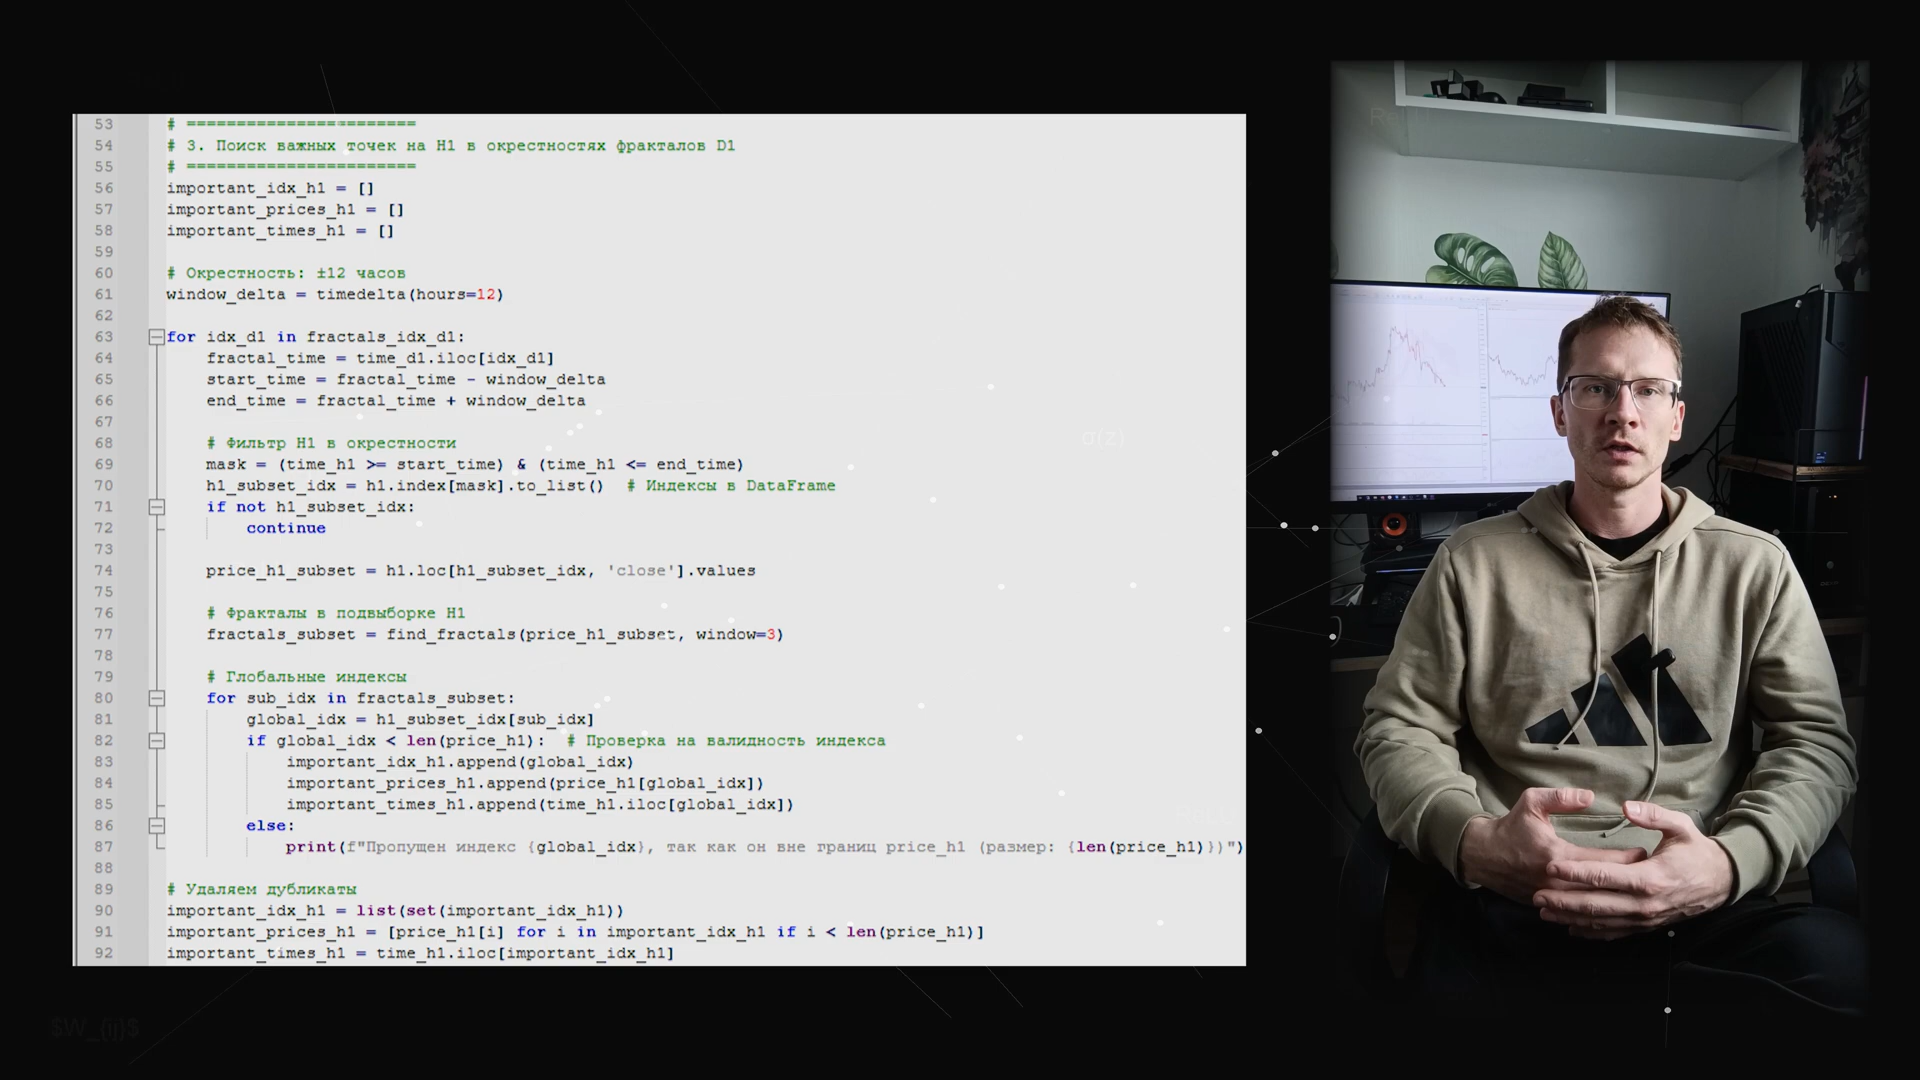 53 # =======================
54 # 3. Поиск важных точек на H1 в окрестностях фракталов D1
55 # =======================
56 important_idx_h1 = []
57 important_prices_h1 = []
58 important_times_h1 = []
59
60 # Окрестность: ±12 часов
61 window_delta = timedelta(hours=12)
62
63 for idx_d1 in fractals_idx_d1:
64 fractal_time = time_d1.iloc[idx_d1]
65 start_time = fractal_time - window_delta
66 end_time = fractal_time + window_delta
67
68 # Фильтр H1 в окрестности
69 mask = (time_h1 >= start_time) & (time_h1 <= end_time)
70 h1_subset_idx = h1.index[mask].to_list() # Индексы в DataFrame
71 if not h1_subset_idx:
72 continue
73
74 price_h1_subset = h1.loc[h1_subset_idx, 'close'].values
75
76 # Фракталы в подвыборке H1
77 fractals_subset = find_fractals(price_h1_subset, window=3)
78
79 # Глобальные индексы
80 for sub_idx in fractals_subset:
81 global_idx = h1_subset_idx[sub_idx]
82 if global_idx < len(price_h1): # Проверка на валидность индекса
83 important_idx_h1.append(global_idx)
84 important_prices_h1.append(price_h1[global_idx])
85 important_times_h1.append(time_h1.iloc[global_idx])
86 else:
87 print(f"Пропущен индекс {global_idx}, так как он вне границ price_h1 (размер: {len(price_h1)})")
88
89 # Удаляем дубликаты
90 important_idx_h1 = list(set(important_idx_h1))
91 important_prices_h1 = [price_h1[i] for i in important_idx_h1 if i < len(price_h1)]
92 important_times_h1 = time_h1.iloc[important_idx_h1]
σ(z)
ReLU